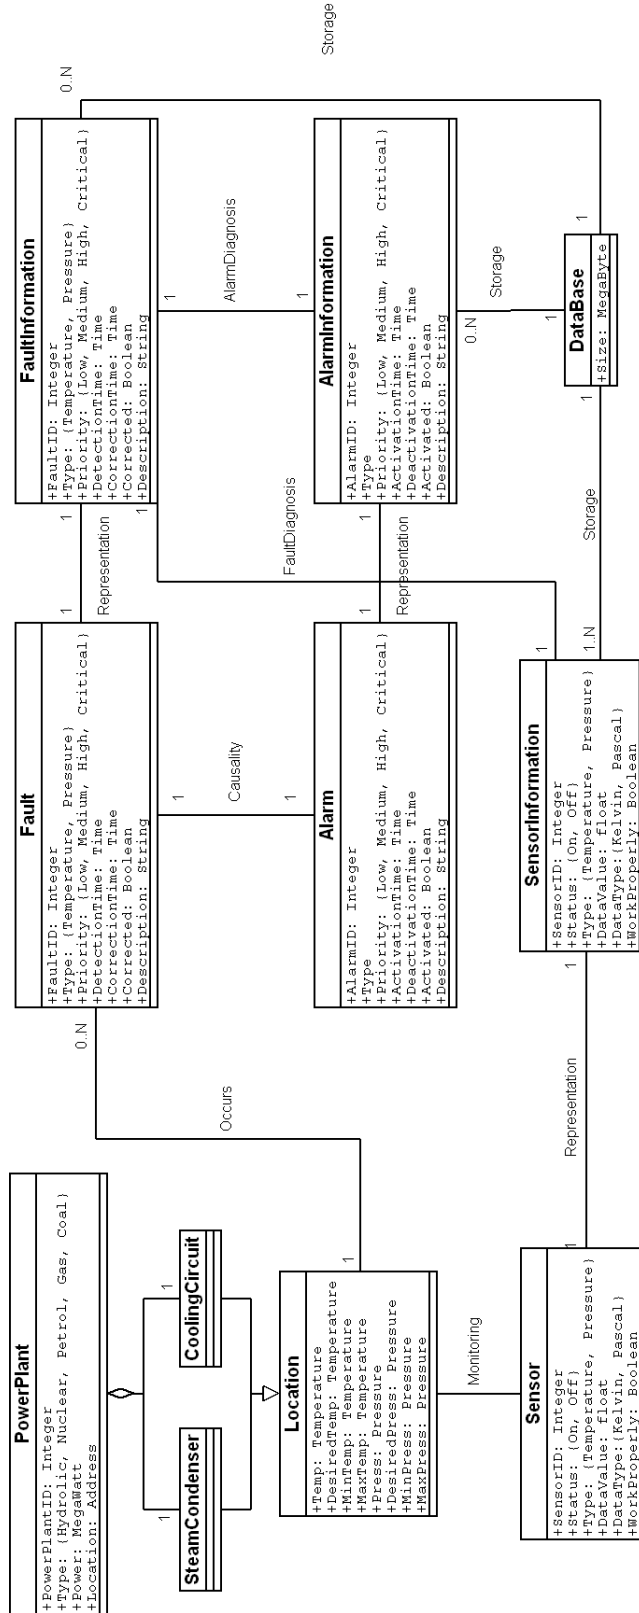 PowerPlant
+PowerPlantID: Integer
+Type: {Hydrolic, Nuclear, Petrol, Gas, Coal}
+Power: MegaWatt
+Location: Address
1
SteamCondenser
1
CoolingCircuit
Location
+Temp: Temperature
+DesiredTemp: Temperature
+MinTemp: Temperature
+MaxTemp: Temperature
+Press: Pressure
+DesiredPress: Pressure
+MinPress: Pressure
+MaxPress: Pressure
1
Occurs
0..N
Monitoring
Sensor
+SensorID: Integer
+Status: {On, Off}
+Type: {Temperature, Pressure}
+DataValue: float
+DataType:{Kelvin, Pascal}
+WorkProperly: Boolean
1
Representation
1
Fault
+FaultID: Integer
+Type: {Temperature, Pressure}
+Priority: {Low, Medium, High, Critical}
+DetectionTime: Time
+CorrectionTime: Time
+Corrected: Boolean
+Description: String
1
Causality
1
Alarm
+AlarmID: Integer
+Type
+Priority: {Low, Medium, High, Critical}
+ActivationTime: Time
+DeactivationTime: Time
+Activated: Boolean
+Description: String
SensorInformation
+SensorID: Integer
+Status: {On, Off}
+Type: {Temperature, Pressure}
+DataValue: float
+DataType:{Kelvin, Pascal}
+WorkProperly: Boolean
1
Representation
1
1
Representation
1
1
FaultDiagnosis
1
1..N
Storage
1
FaultInformation
+FaultID: Integer
+Type: {Temperature, Pressure}
+Priority: {Low, Medium, High, Critical}
+DetectionTime: Time
+CorrectionTime: Time
+Corrected: Boolean
+Description: String
1
AlarmDiagnosis
1
AlarmInformation
+AlarmID: Integer
+Type
+Priority: {Low, Medium, High, Critical}
+ActivationTime: Time
+DeactivationTime: Time
+Activated: Boolean
+Description: String
0..N
Storage
1
DataBase
+Size: MegaByte
0..N
Storage
1